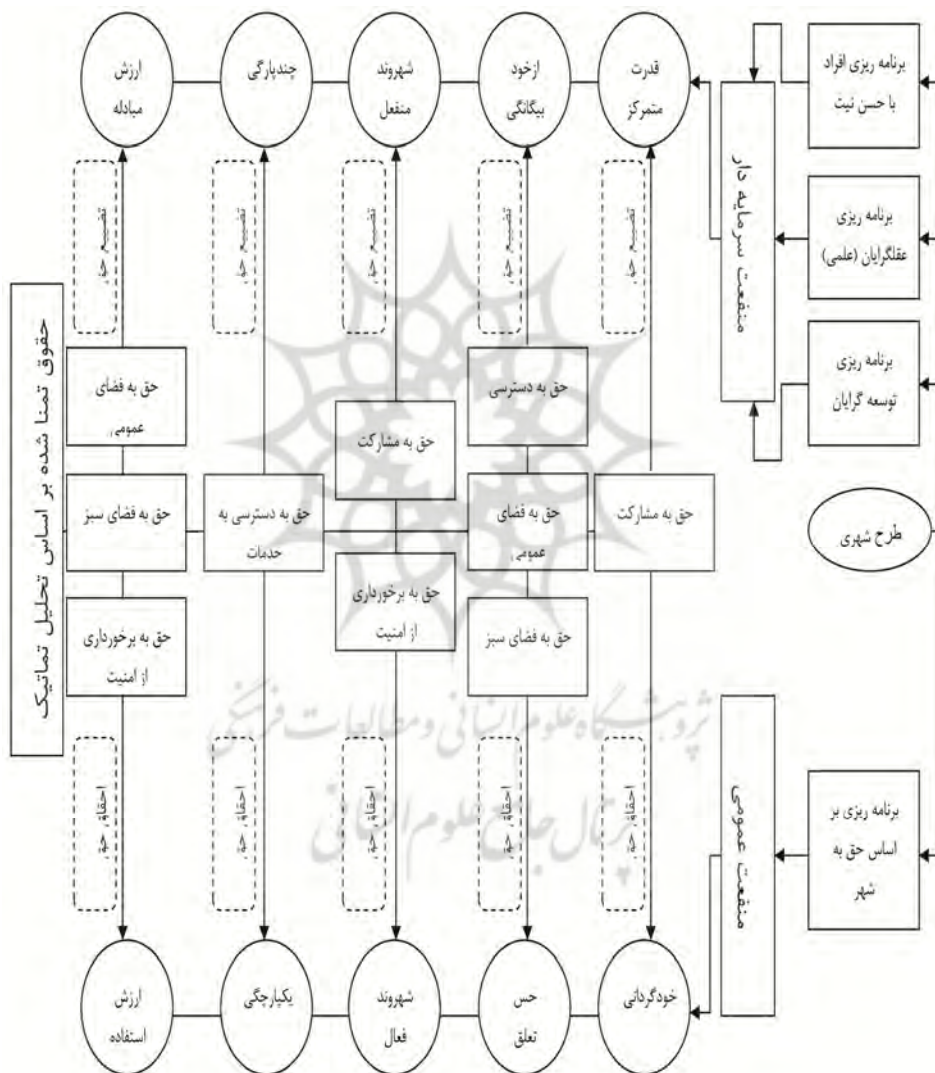 برنامه ریزی افراد
با حسن نیت
برنامه ریزی
عقلگرایان (علمی)
برنامه ریزی
توسعه گرایان
طرح شهری
برنامه ریزی بر
اساس حق به
شهر
منفعت سرمایه دار
منفعت عمومی
قدرت
متمرکز
ازخود
بیگانگی
شهروند
منفعل
چندپارگی
ارزش
مبادله
تضییع حق
تضییع حق
تضییع حق
تضییع حق
تضییع حق
حق به مشارکت
حق به دسترسی
حق به فضای
عمومی
حق به فضای سبز
حق به مشارکت
حق به برخورداری
از امنیت
حق به دسترسی به
خدمات
حق به فضای
عمومی
حق به فضای سبز
حق به برخورداری
از امنیت
حقوق تمنا شده بر اساس تحلیل تماتیک
احقاق حق
احقاق حق
احقاق حق
احقاق حق
احقاق حق
خودگردانی
حس
تعلق
شهروند
فعال
یکپارچگی
ارزش
استفاده
پژوهشگاه علوم انسانی و مطالعات فرهنگی
پرتال جامع علوم انسانی